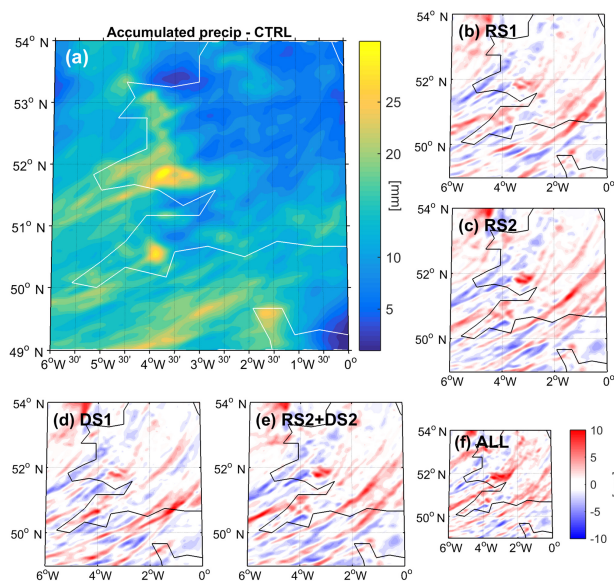 Accumulated precip - CTRL
(a)
54° N
53° N
52° N
51° N
50° N
49° N
6°W 30' 5°W 30' 4°W 30' 3°W 30' 2°W 30' 1°W 30' 0°
25
20
15
10
5
[mm]
(b) RS1
54° N
52° N
50° N
6°W 4°W 2°W 0°
(c) RS2
54° N
52° N
50° N
6°W 4°W 2°W 0°
(d) DS1
54° N
52° N
50° N
6°W 4°W 2°W 0°
(e) RS2+DS2
54° N
52° N
50° N
6°W 4°W 2°W 0°
(f) ALL
54° N
52° N
50° N
6°W 4°W 2°W 0°
10
5
0
-5
-10